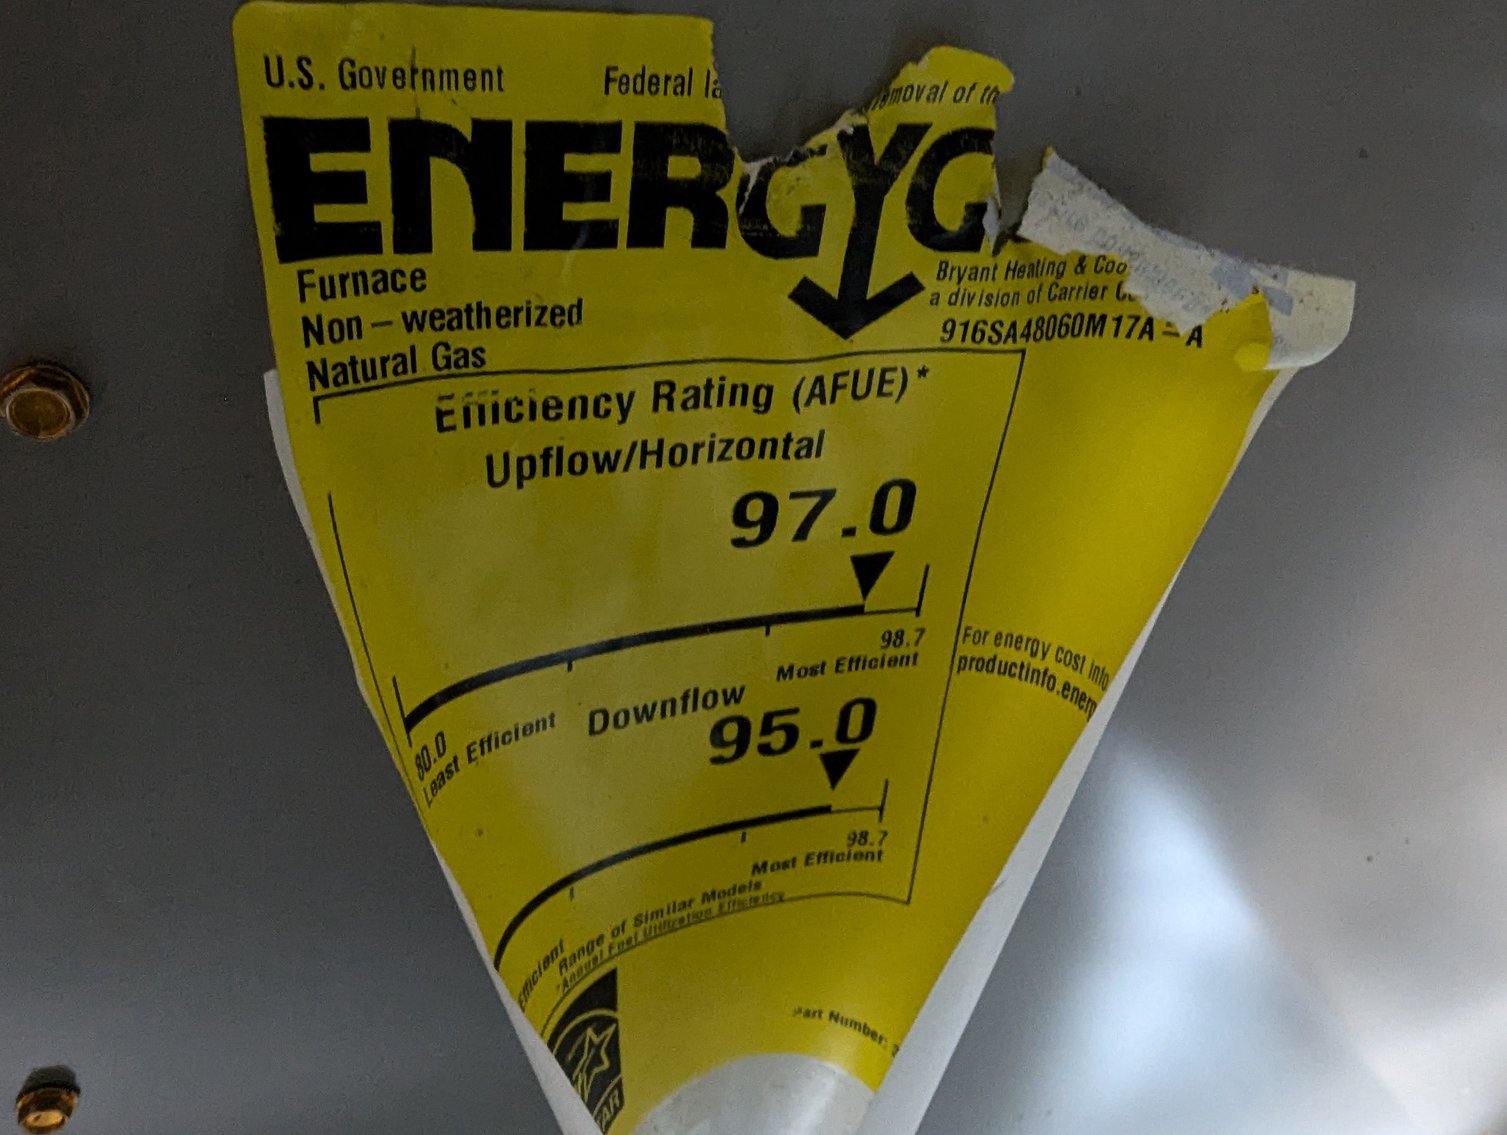 U.S. Government Federal la
removal of th
ENERGYG
Furnace
Non – weatherized
Natural Gas
Bryant Heating & Coo
a division of Carrier C
916SA48060M17A – A
Efficiency Rating (AFUE)*
Upflow/Horizontal
97.0
98.7
Most Efficient
80.0
Least Efficient
Downflow
95.0
98.7
Most Efficient
Efficient
Range of Similar Models
*Annual Fuel Utilization Efficiency
For energy cost info
productinfo.energ
Part Number: